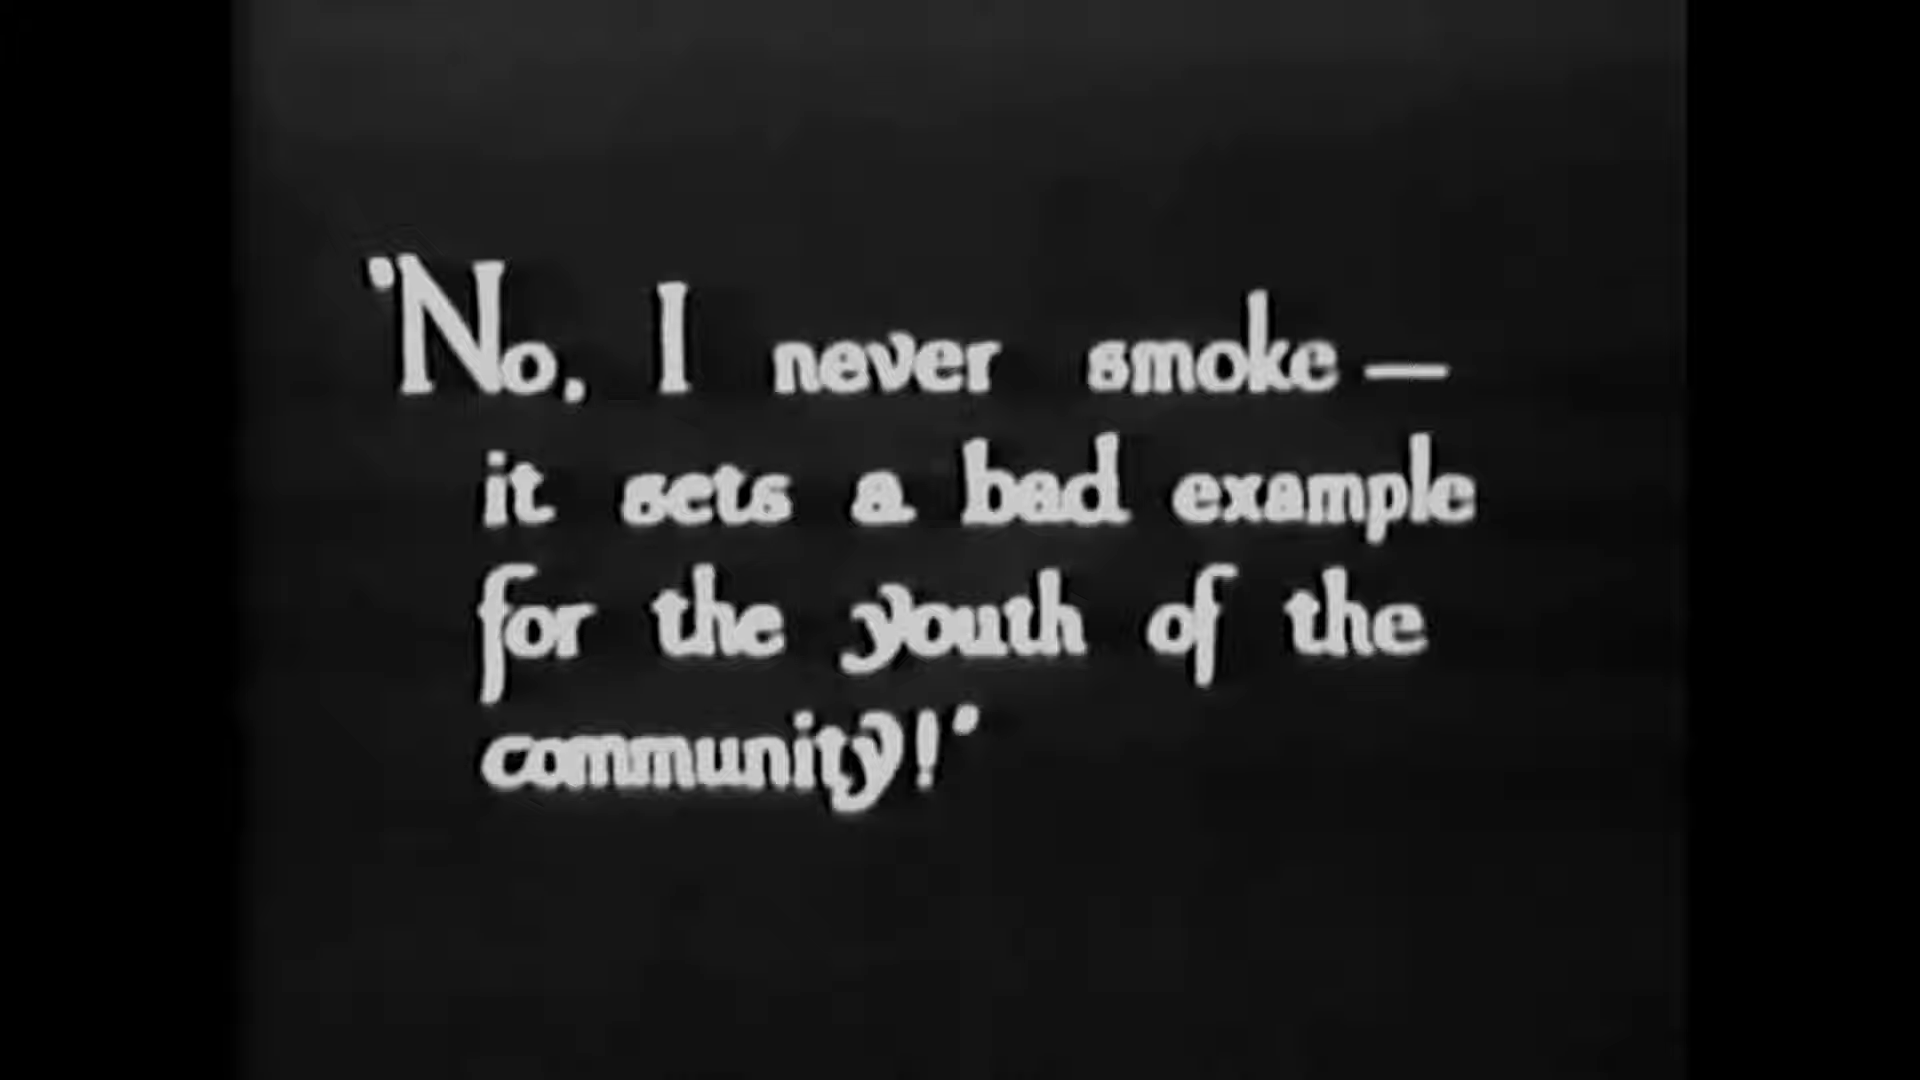 "No, I never smoke —
it sets a bad example
for the youth of the
community!"